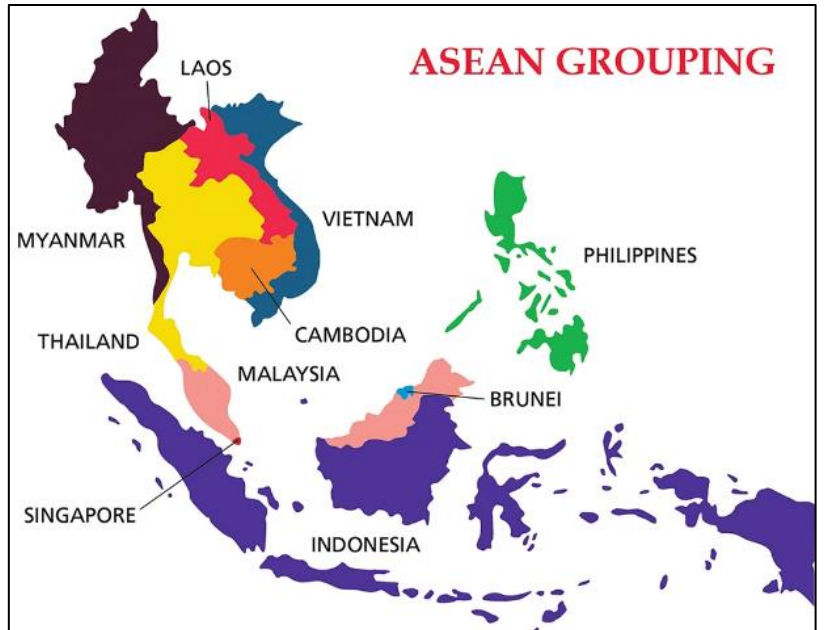 ASEAN GROUPING
LAOS
MYANMAR
VIETNAM
PHILIPPINES
THAILAND
CAMBODIA
MALAYSIA
BRUNEI
SINGAPORE
INDONESIA